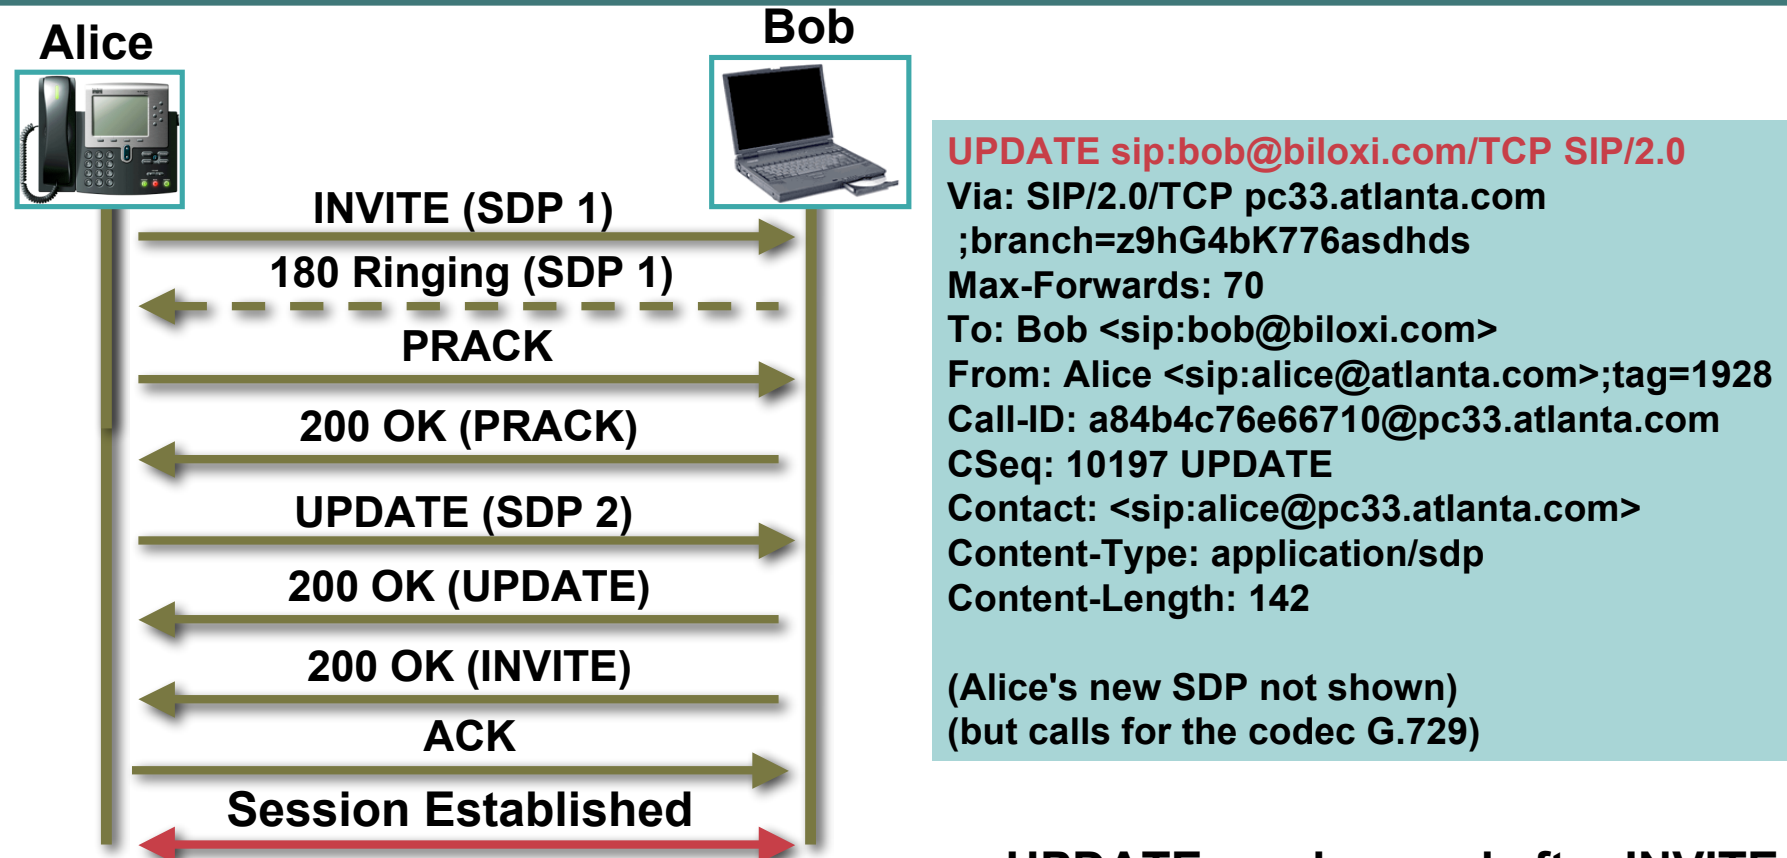 Alice
Bob
INVITE (SDP 1)
180 Ringing (SDP 1)
PRACK
200 OK (PRACK)
UPDATE (SDP 2)
200 OK (UPDATE)
200 OK (INVITE)
ACK
Session Established
UPDATE sip:bob@biloxi.com/TCP SIP/2.0
Via: SIP/2.0/TCP pc33.atlanta.com
;branch=z9hG4bK776asdhds
Max-Forwards: 70
To: Bob <sip:bob@biloxi.com>
From: Alice <sip:alice@atlanta.com>;tag=1928
Call-ID: a84b4c76e66710@pc33.atlanta.com
CSeq: 10197 UPDATE
Contact: <sip:alice@pc33.atlanta.com>
Content-Type: application/sdp
Content-Length: 142
(Alice's new SDP not shown)
(but calls for the codec G.729)
UPDATE after INVITE